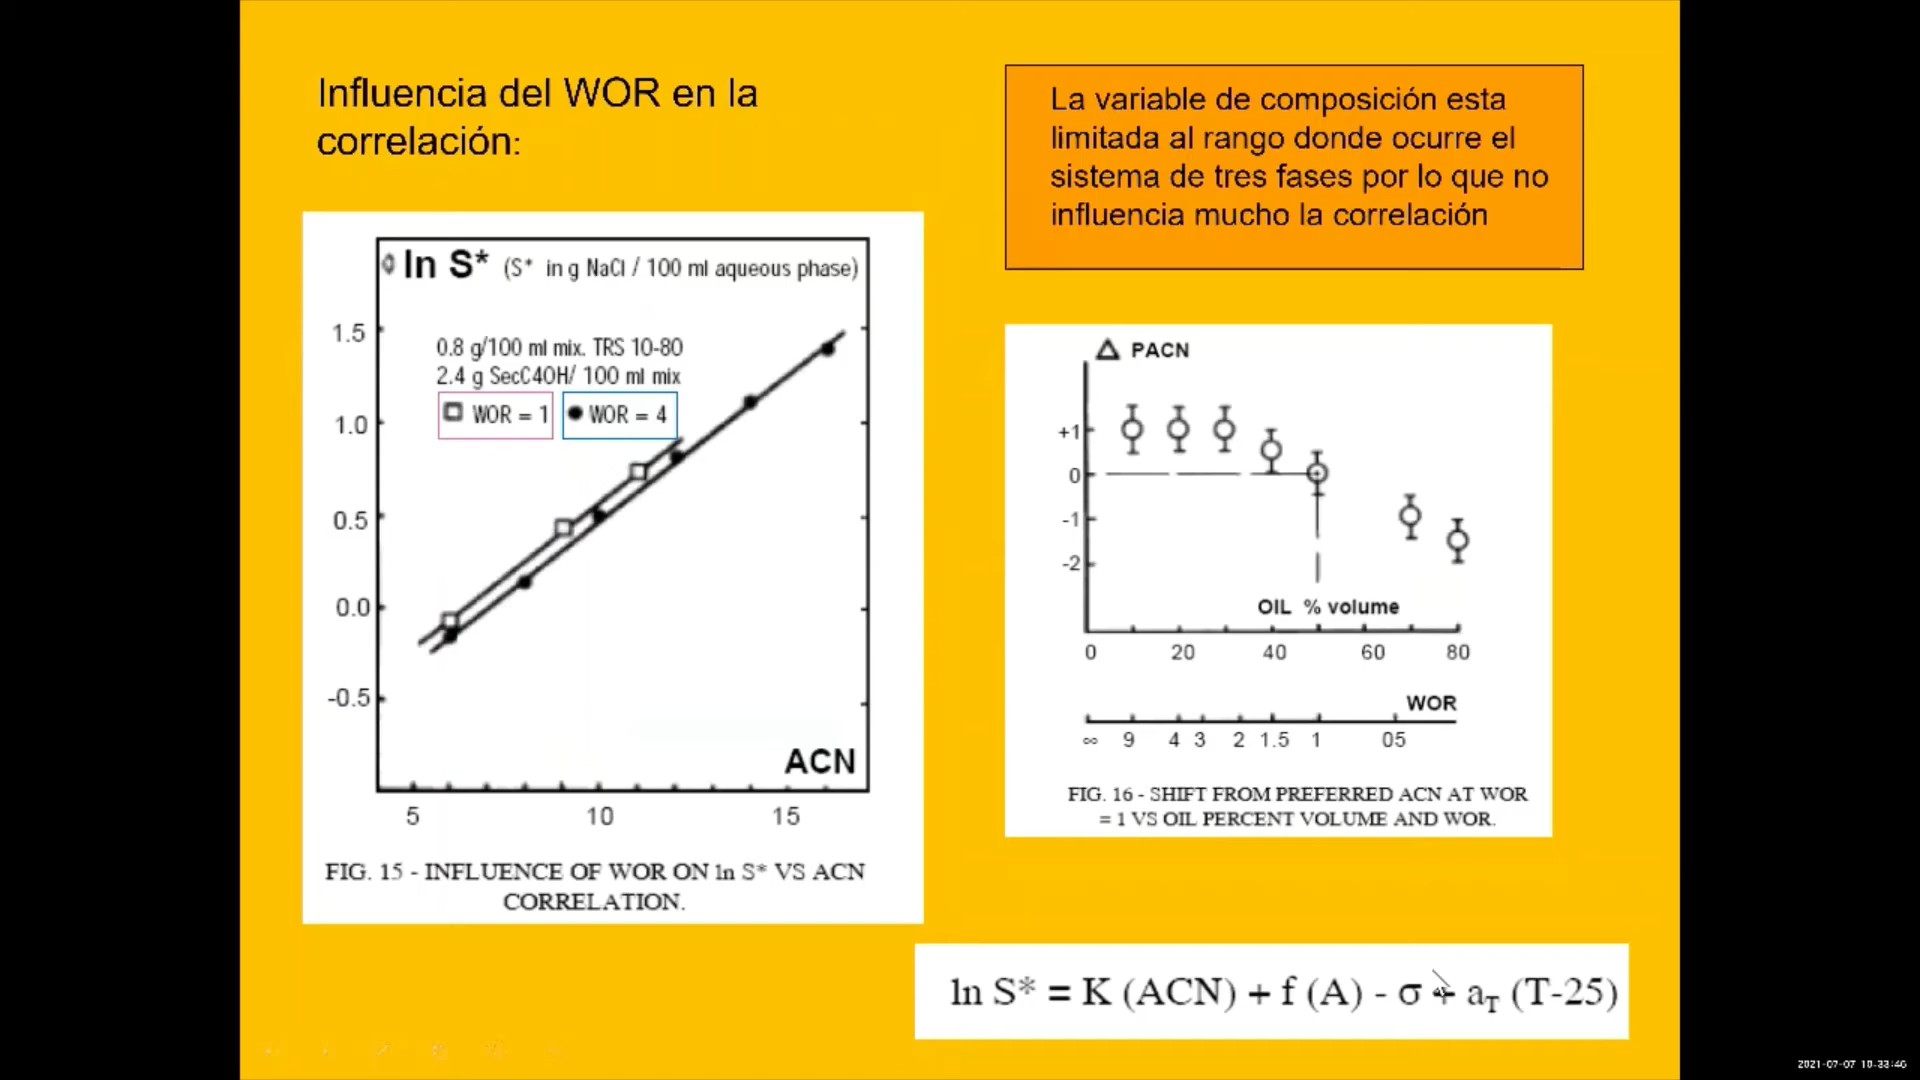 Influencia del WOR en la
correlación:
La variable de composición esta
limitada al rango donde ocurre el
sistema de tres fases por lo que no
influencia mucho la correlación
ln S* (S* in g NaCl / 100 ml aqueous phase)
0.8 g/100 ml mix. TRS 10-80
2.4 g SecC4OH/ 100 ml mix
WOR = 1 WOR = 4
1.5
1.0
0.5
0.0
-0.5
ACN
5 10 15
FIG. 15 - INFLUENCE OF WOR ON ln S* VS ACN
CORRELATION.
Δ PACN
+1
0
-1
-2
OIL % volume
0 20 40 60 80
WOR
∞ 9 4 3 2 1.5 1 05
FIG. 16 - SHIFT FROM PREFERRED ACN AT WOR
= 1 VS OIL PERCENT VOLUME AND WOR.
ln S* = K (ACN) + f (A) - σ + aT (T-25)
2021-07-07 10:33:46